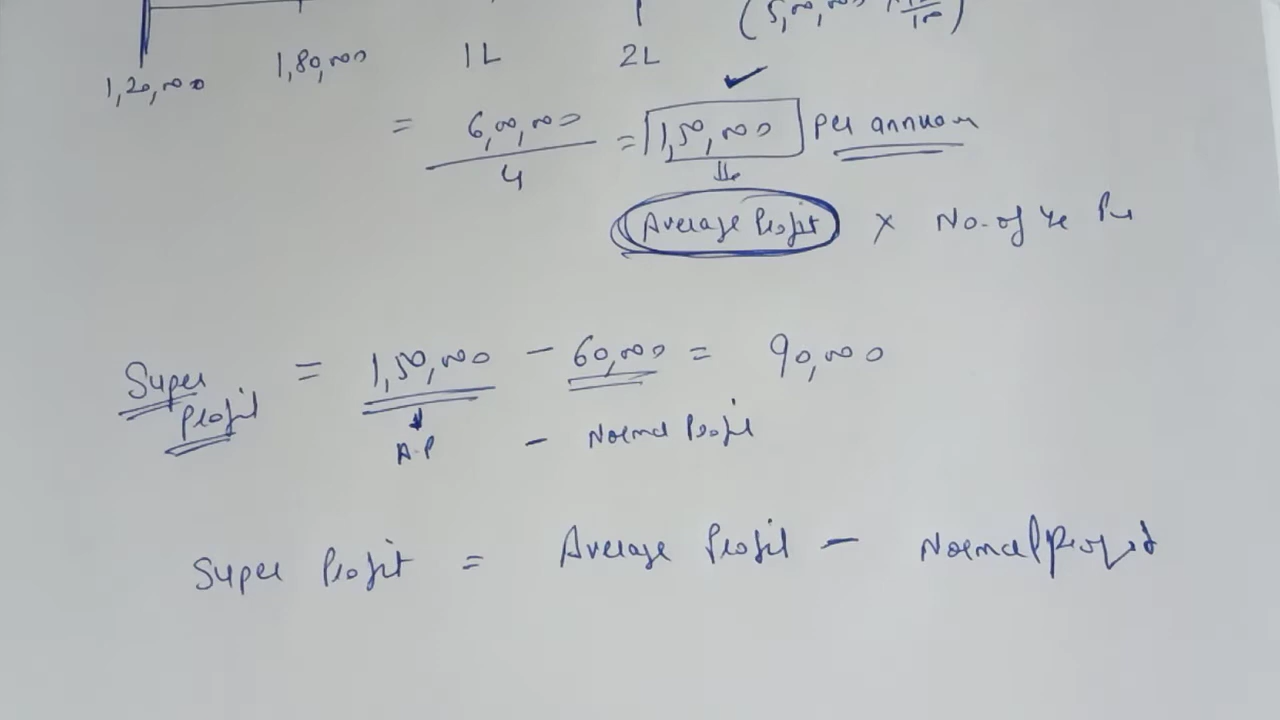 1,20,000 1,80,000 1L 2L
= 6,00,000 / 4 = 1,50,000 per annum
Average Profit × No. of
Super Profit = 1,50,000 - 60,000 = 90,000
A.P - Normal Profit
Super Profit = Average Profit - Normal Profit